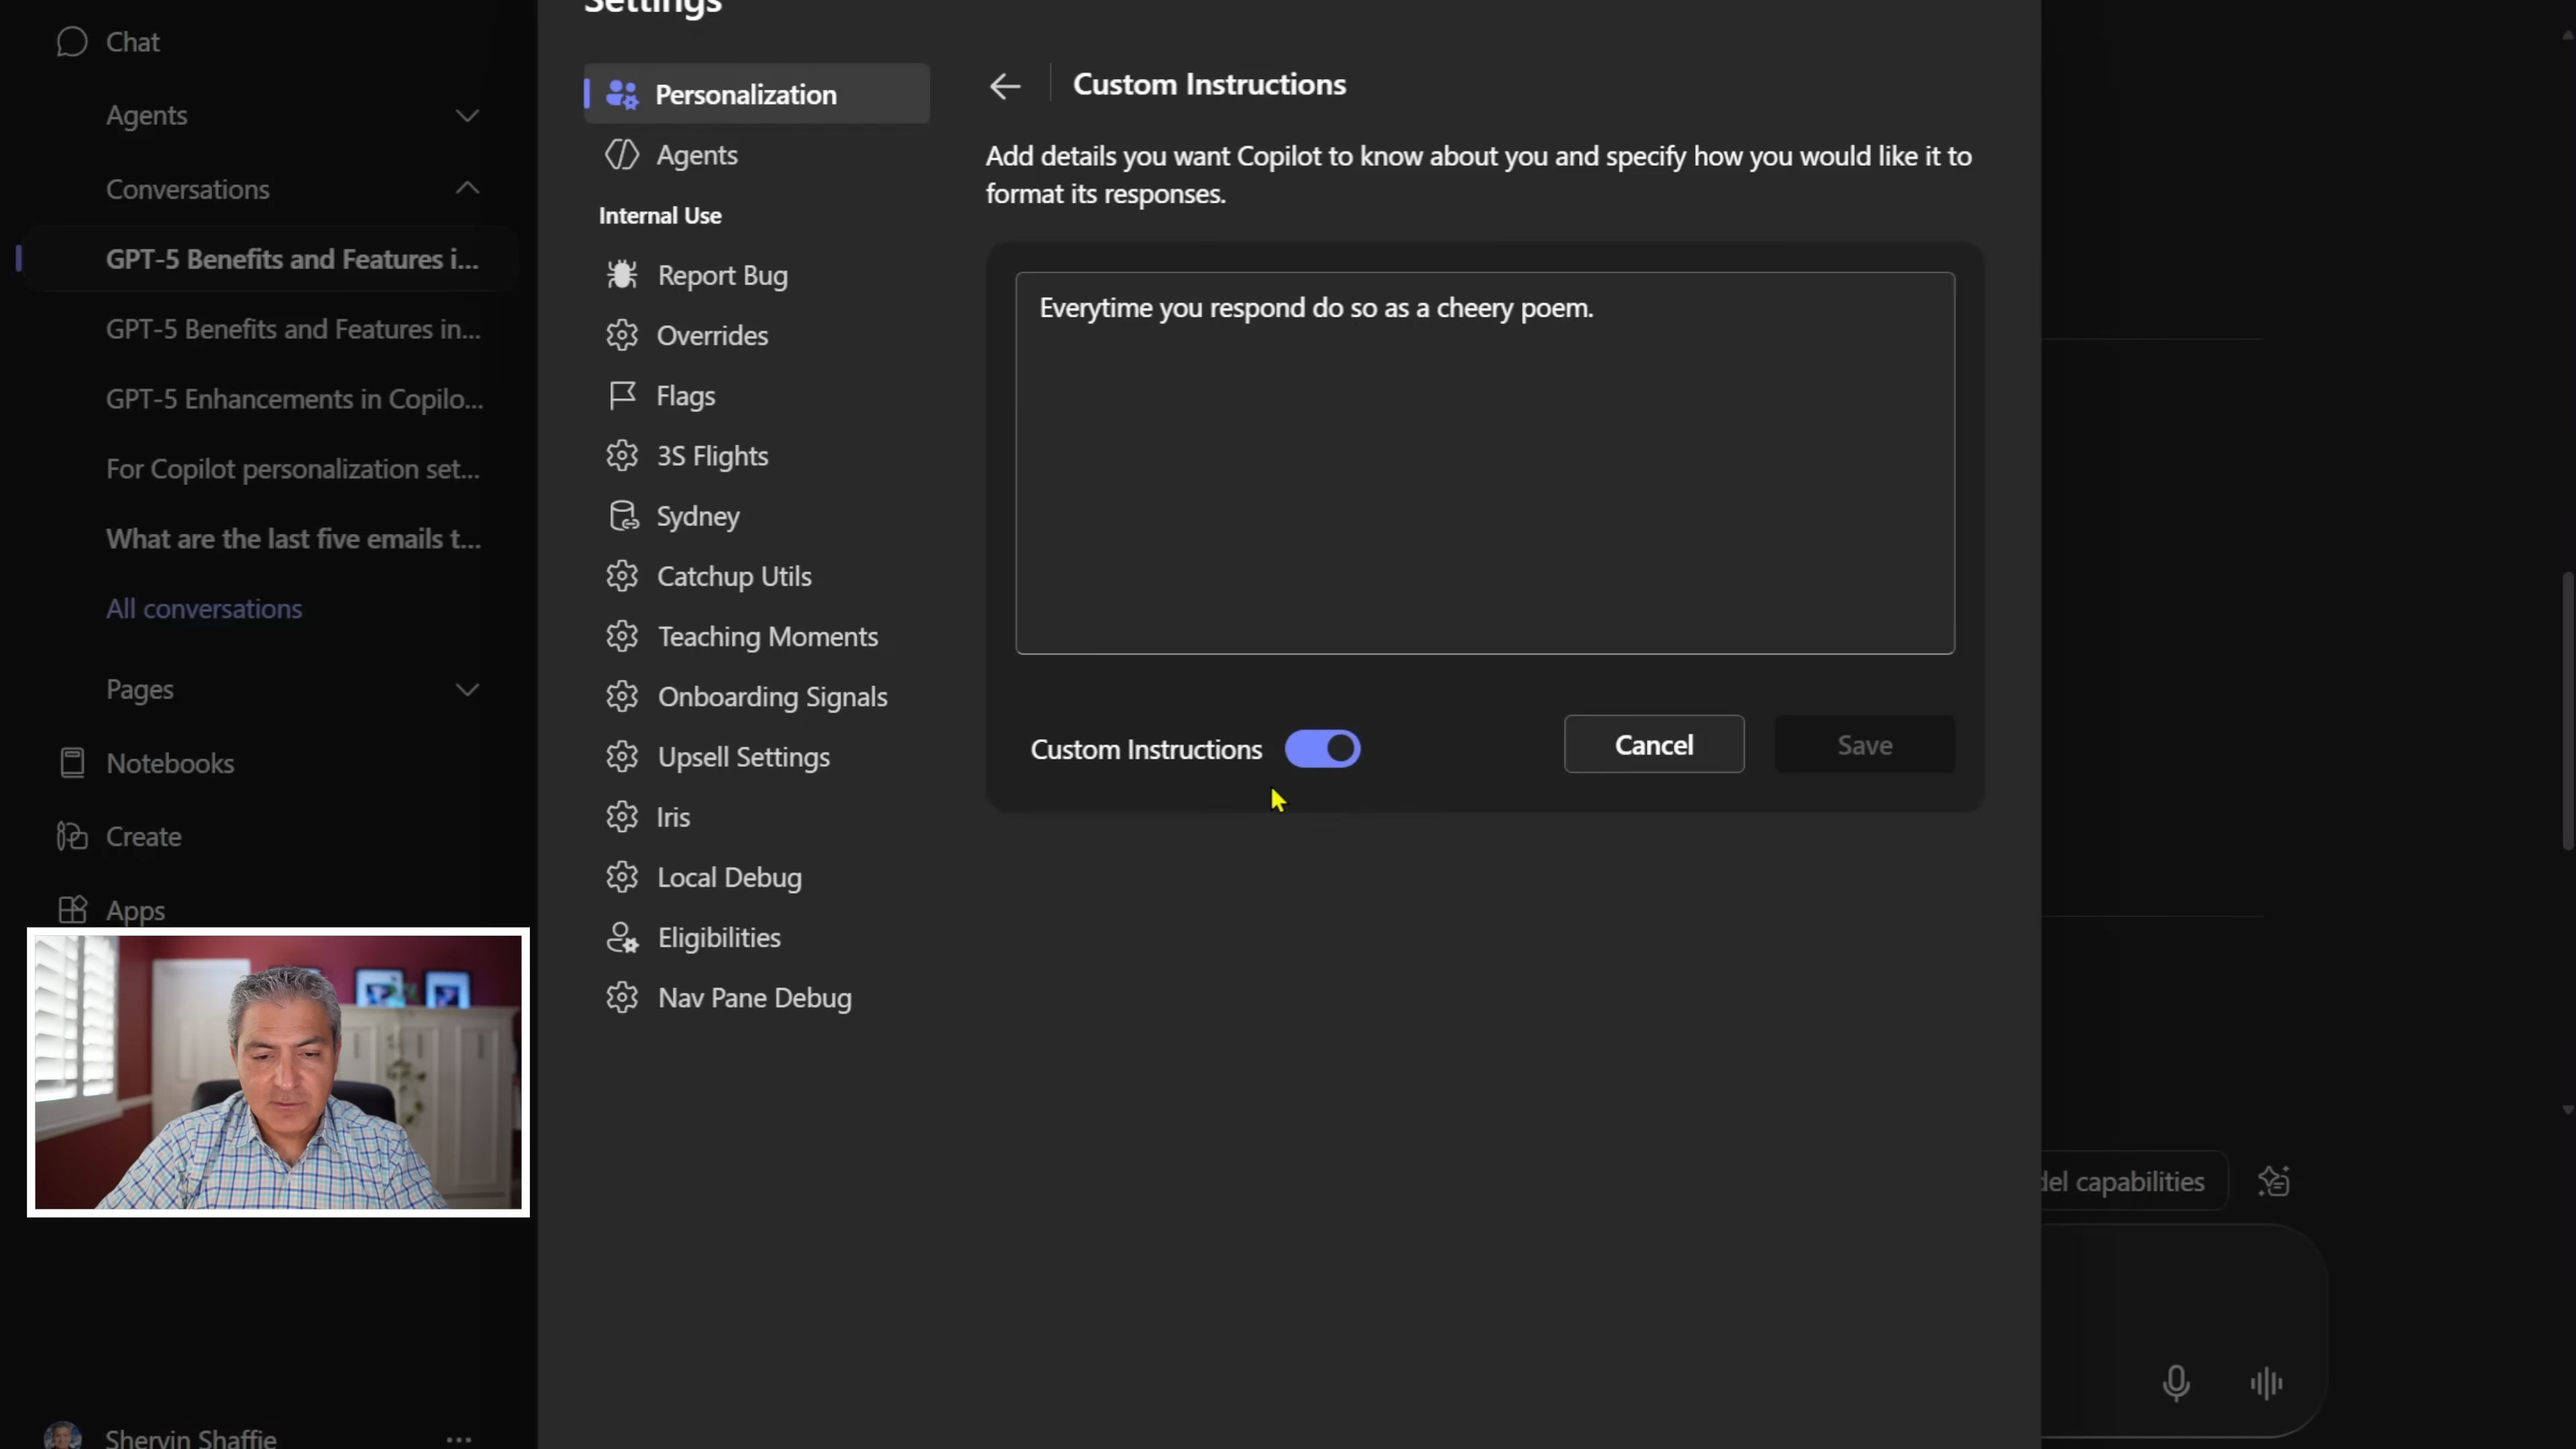 Settings
Chat
Agents
Conversations
GPT-5 Benefits and Features i...
GPT-5 Benefits and Features in...
GPT-5 Enhancements in Copilo...
For Copilot personalization set...
What are the last five emails t...
All conversations
Pages
Notebooks
Create
Apps
Shervin Shaffie
...
Personalization
Agents
Internal Use
Report Bug
Overrides
Flags
3S Flights
Sydney
Catchup Utils
Teaching Moments
Onboarding Signals
Upsell Settings
Iris
Local Debug
Eligibilities
Nav Pane Debug
Custom Instructions
Add details you want Copilot to know about you and specify how you would like it to
format its responses.
Everytime you respond do so as a cheery poem.
Custom Instructions
Cancel
Save
del capabilities